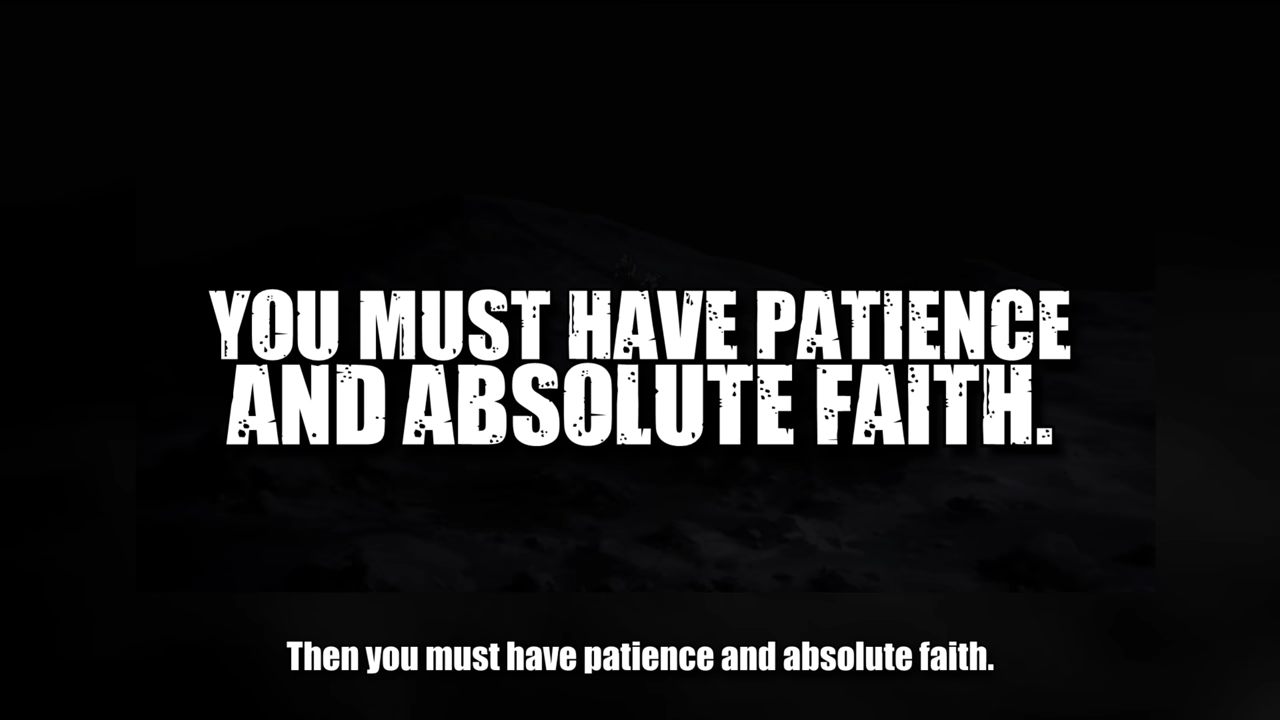 YOU MUST HAVE PATIENCE
AND ABSOLUTE FAITH.
Then you must have patience and absolute faith.